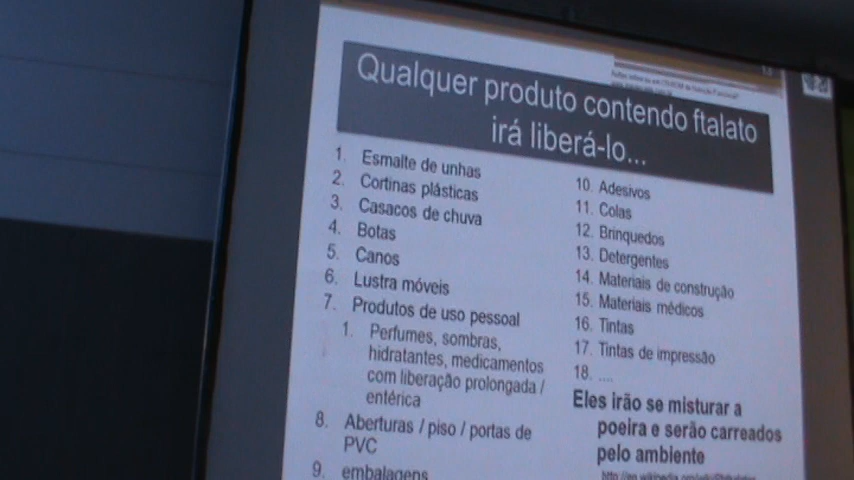 Qualquer produto contendo ftalato
irá liberá-lo...
1. Esmalte de unhas
2. Cortinas plásticas
3. Casacos de chuva
4. Botas
5. Canos
6. Lustra móveis
7. Produtos de uso pessoal
1. Perfumes, sombras,
hidratantes, medicamentos
com liberação prolongada /
entérica
8. Aberturas / piso / portas de
PVC
9. embalagens
10. Adesivos
11. Colas
12. Brinquedos
13. Detergentes
14. Materiais de construção
15. Materiais médicos
16. Tintas
17. Tintas de impressão
18. ....
Eles irão se misturar a
poeira e serão carreados
pelo ambiente